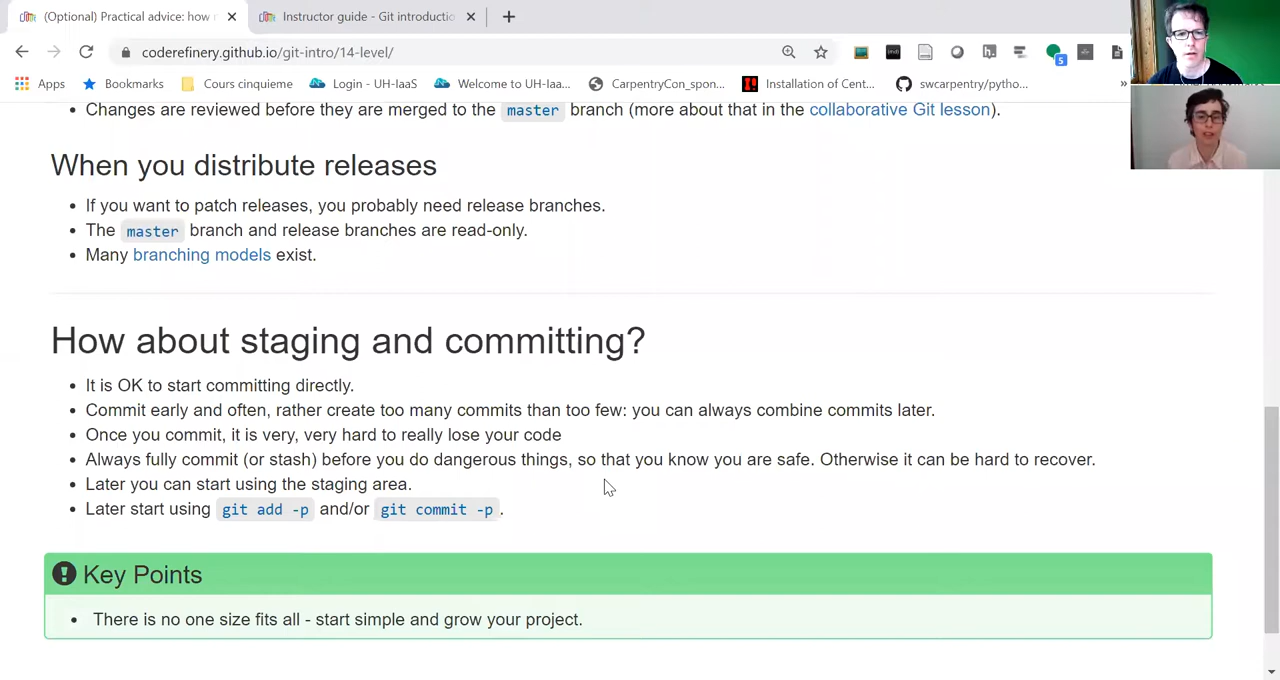 (Optional) Practical advice: how
Instructor guide - Git introductio
coderefinery.github.io/git-intro/14-level/
5
Apps
Bookmarks
Cours cinquieme
Login - UH-IaaS
Welcome to UH-Iaa...
CarpentryCon_spon...
Installation of Cent...
swcarpentry/pytho...
»
• Changes are reviewed before they are merged to the master branch (more about that in the collaborative Git lesson).
When you distribute releases
• If you want to patch releases, you probably need release branches.
• The master branch and release branches are read-only.
• Many branching models exist.
How about staging and committing?
• It is OK to start committing directly.
• Commit early and often, rather create too many commits than too few: you can always combine commits later.
• Once you commit, it is very, very hard to really lose your code
• Always fully commit (or stash) before you do dangerous things, so that you know you are safe. Otherwise it can be hard to recover.
• Later you can start using the staging area.
• Later start using git add -p and/or git commit -p.
Key Points
• There is no one size fits all - start simple and grow your project.